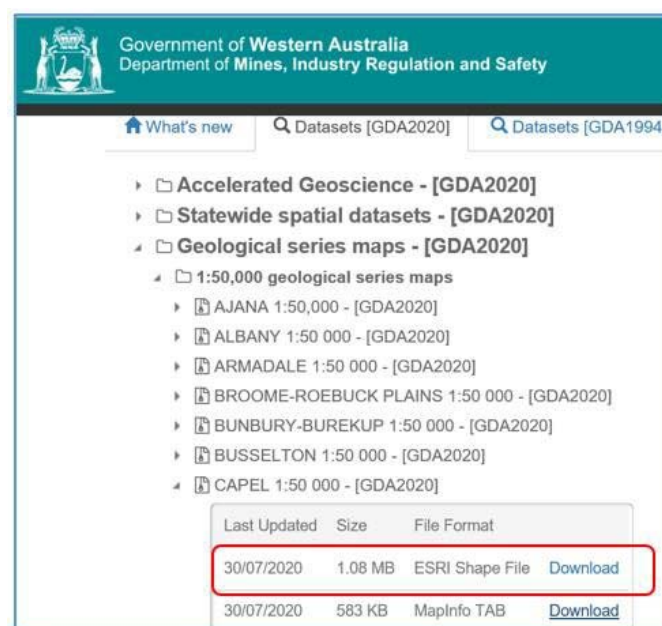 Government of Western Australia
Department of Mines, Industry Regulation and Safety
What's new
Datasets [GDA2020]
Datasets [GDA1994
Accelerated Geoscience - [GDA2020]
Statewide spatial datasets - [GDA2020]
Geological series maps - [GDA2020]
1:50,000 geological series maps
AJANA 1:50,000 - [GDA2020]
ALBANY 1:50 000 - [GDA2020]
ARMADALE 1:50 000 - [GDA2020]
BROOME-ROEBUCK PLAINS 1:50 000 - [GDA2020]
BUNBURY-BUREKUP 1:50 000 - [GDA2020]
BUSSELTON 1:50 000 - [GDA2020]
CAPEL 1:50 000 - [GDA2020]
Last Updated Size File Format
30/07/2020 1.08 MB ESRI Shape File Download
30/07/2020 583 KB MapInfo TAB Download